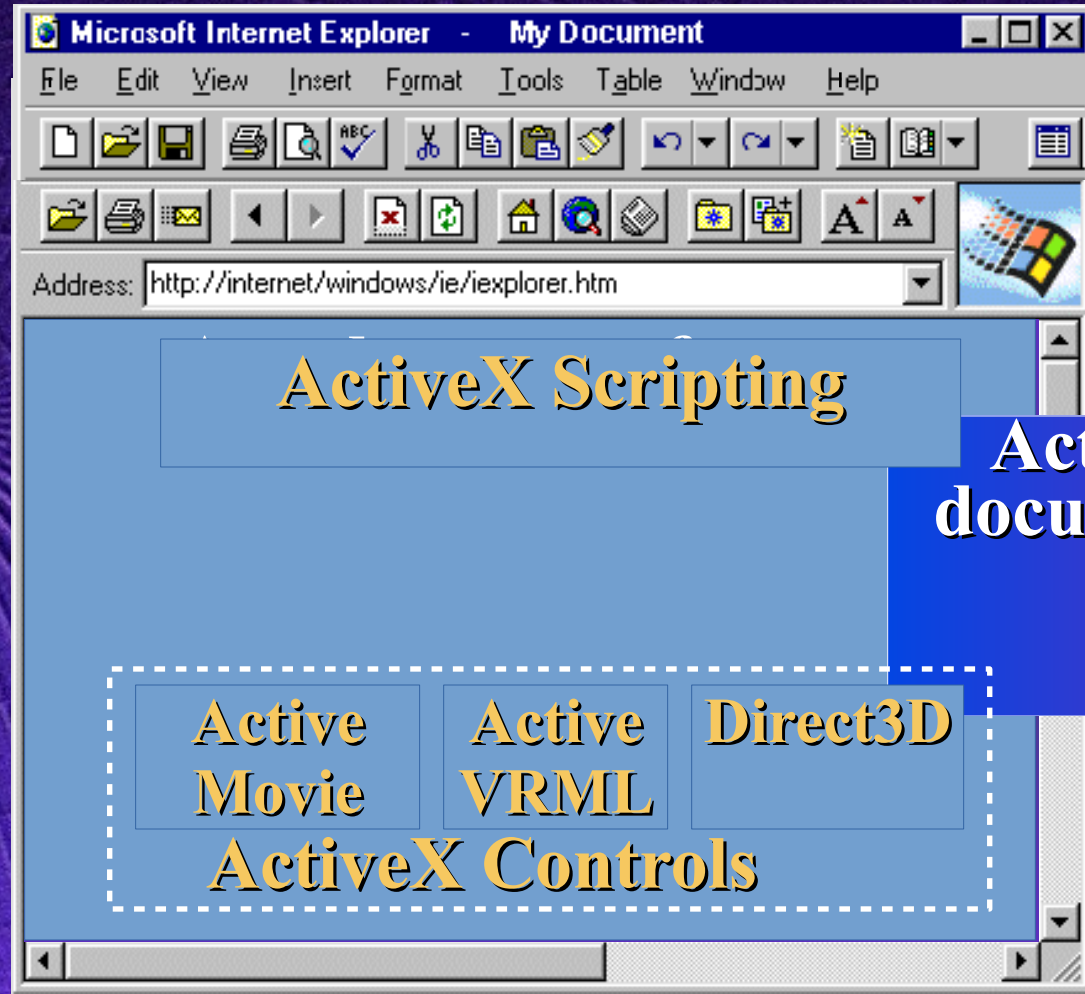 Microsoft Internet Explorer - My Document
File Edit View Insert Format Tools Table Window Help
ABC
A A
Address: http://internet/windows/ie/iexplorer.htm
ActiveX Scripting
Act
docu
Active
Movie
Active
VRML
Direct3D
ActiveX Controls